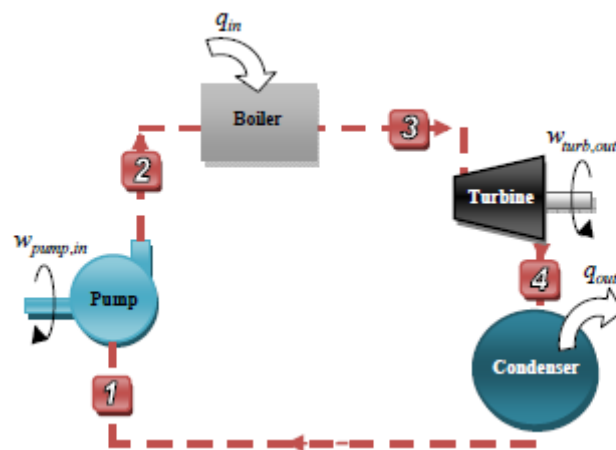 q_in
Boiler
3
2
w_turb,out
Turbine
w_pump,in
4
q_out
Pump
Condenser
1